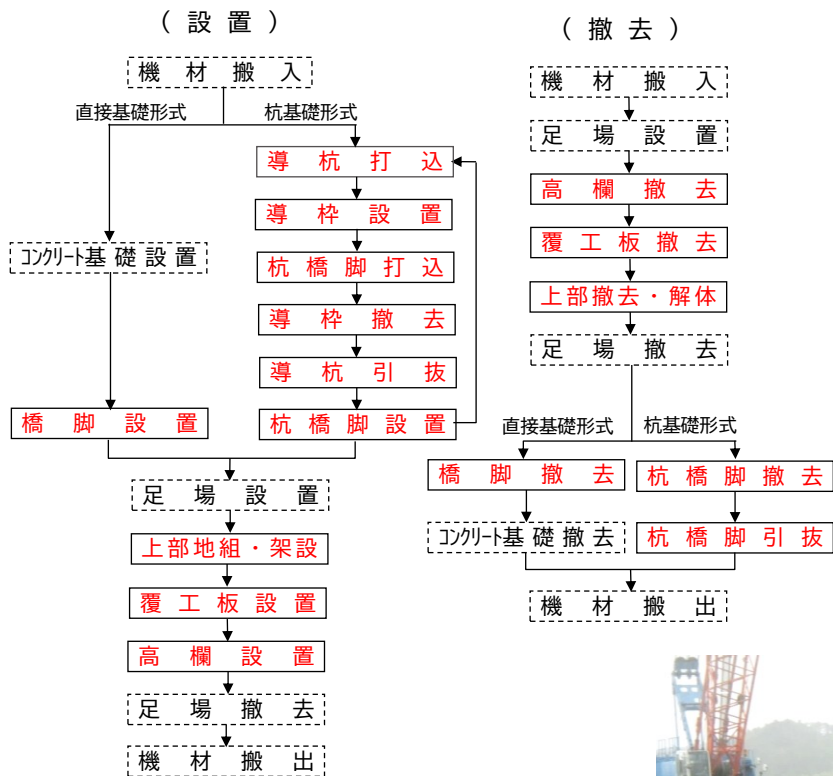 （設置）
機材搬入
直接基礎形式
杭基礎形式
導杭打込
導枠設置
コンクリート基礎設置
杭橋脚打込
導枠撤去
導杭引抜
橋脚設置
杭橋脚設置
足場設置
上部地組・架設
覆工板設置
高欄設置
足場撤去
機材搬出
（撤去）
機材搬入
足場設置
高欄撤去
覆工板撤去
上部撤去・解体
足場撤去
直接基礎形式
杭基礎形式
橋脚撤去
杭橋脚撤去
コンクリート基礎撤去
杭橋脚引抜
機材搬出